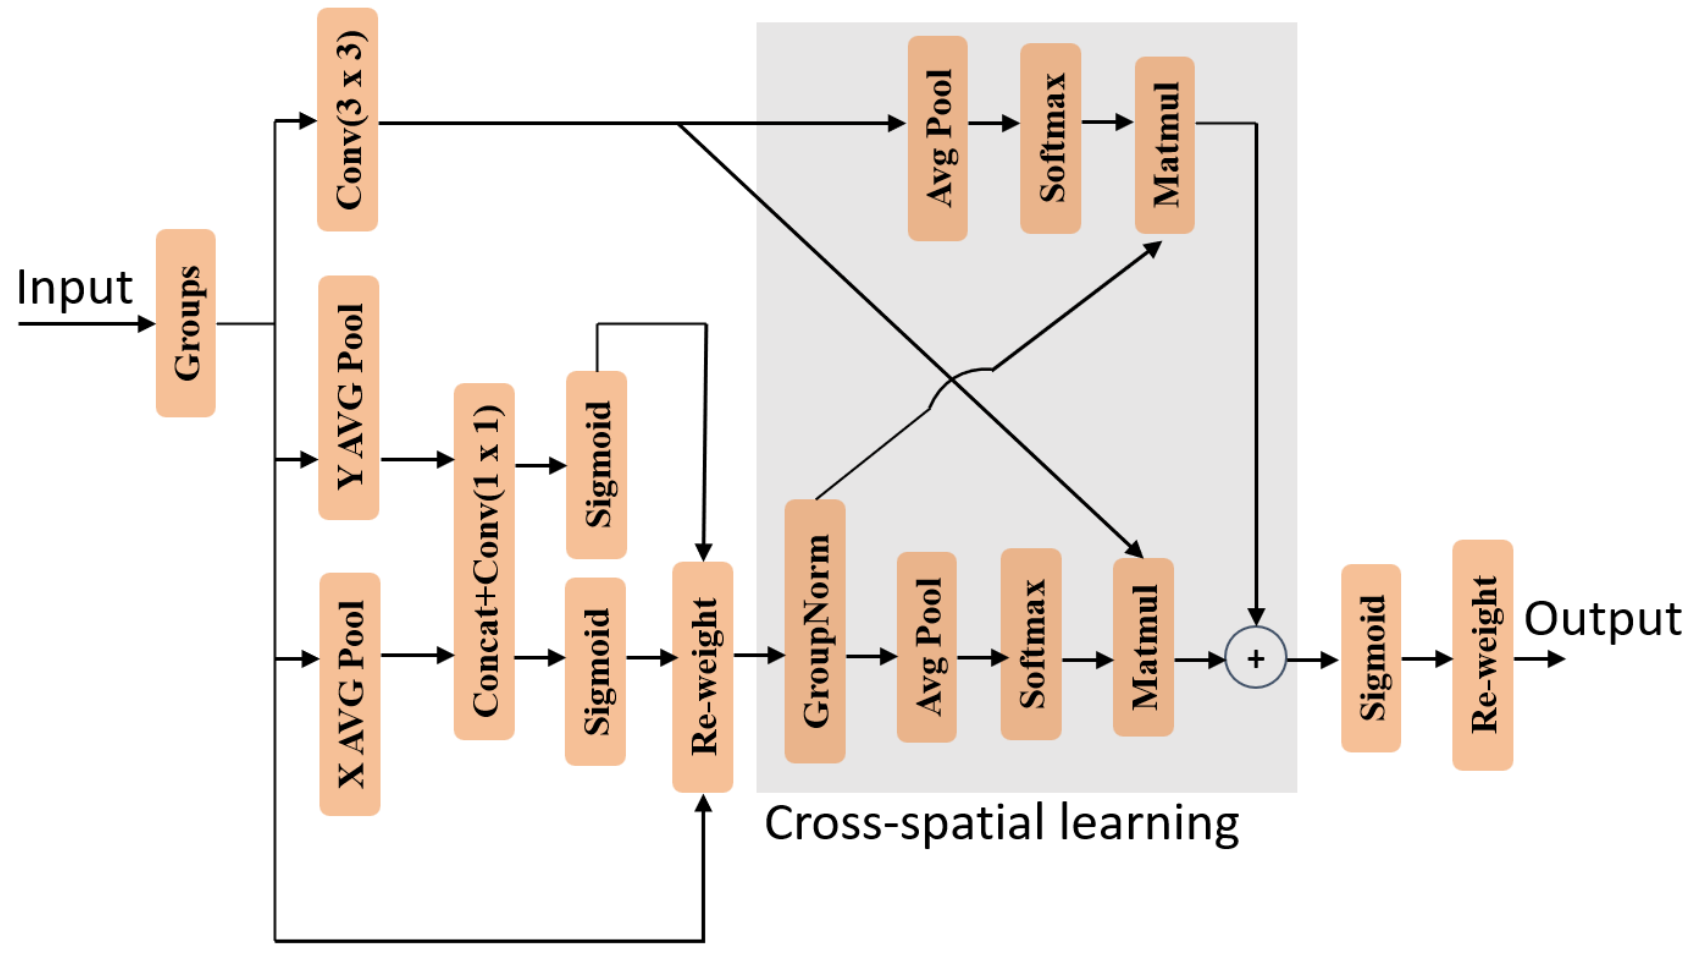 Input
Groups
Conv(3 x 3)
Y AVG Pool
X AVG Pool
Concat+Conv(1 x 1)
Sigmoid
Sigmoid
Re-weight
Avg Pool
Softmax
Matmul
GroupNorm
Avg Pool
Softmax
Matmul
+
Cross-spatial learning
Sigmoid
Re-weight
Output